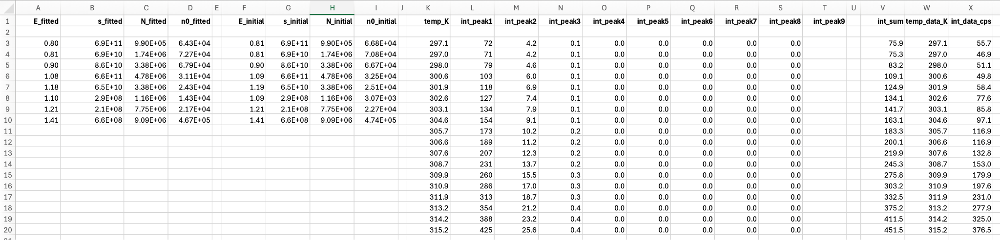 A B C D E F G H I J K L M N O P Q R S T U V W X
1 E_fitted s_fitted N_fitted n0_fitted E_initial s_initial N_initial n0_initial temp_K int_peak1 int_peak2 int_peak3 int_peak4 int_peak5 int_peak6 int_peak7 int_peak8 int_peak9 int_sum temp_data_K int_data_cps
2
3 0.80 6.9E+11 9.90E+05 6.43E+04 0.81 6.9E+11 9.90E+05 6.68E+04 297.1 72 4.2 0.1 0.0 0.0 0.0 0.0 0.0 75.9 297.1 55.7
4 0.81 6.9E+10 1.74E+06 7.27E+04 0.81 6.9E+10 1.74E+06 7.08E+04 297.0 71 4.2 0.1 0.0 0.0 0.0 0.0 0.0 75.3 297.0 46.9
5 0.90 8.6E+10 3.38E+06 6.79E+04 0.90 8.6E+10 3.38E+06 6.67E+04 298.0 79 4.6 0.1 0.0 0.0 0.0 0.0 0.0 83.2 298.0 51.1
6 1.08 6.6E+11 4.78E+06 3.11E+04 1.09 6.6E+11 4.78E+06 3.25E+04 300.6 103 6.0 0.1 0.0 0.0 0.0 0.0 0.0 109.1 300.6 49.8
7 1.18 6.5E+10 3.38E+06 2.43E+04 1.19 6.5E+10 3.38E+06 2.51E+04 301.9 118 6.9 0.1 0.0 0.0 0.0 0.0 0.0 124.9 301.9 58.4
8 1.10 2.9E+08 1.16E+06 1.43E+04 1.09 2.9E+08 1.16E+06 3.07E+03 302.6 127 7.4 0.1 0.0 0.0 0.0 0.0 0.0 134.1 302.6 77.6
9 1.21 2.1E+08 7.75E+06 2.17E+04 1.21 2.1E+08 7.75E+06 2.27E+04 303.1 134 7.9 0.1 0.0 0.0 0.0 0.0 0.0 141.7 303.1 85.8
10 1.41 6.6E+08 9.09E+06 4.67E+05 1.41 6.6E+08 9.09E+06 4.74E+05 304.6 154 9.1 0.1 0.0 0.0 0.0 0.0 0.0 163.1 304.6 97.1
11 305.7 173 10.2 0.2 0.0 0.0 0.0 0.0 0.0 183.3 305.7 116.9
12 306.6 189 11.2 0.2 0.0 0.0 0.0 0.0 0.0 200.1 306.6 116.9
13 307.6 207 12.3 0.2 0.0 0.0 0.0 0.0 0.0 219.9 307.6 132.8
14 308.7 231 13.7 0.2 0.0 0.0 0.0 0.0 0.0 245.3 308.7 153.0
15 309.9 260 15.5 0.3 0.0 0.0 0.0 0.0 0.0 275.8 309.9 179.9
16 310.9 286 17.0 0.3 0.0 0.0 0.0 0.0 0.0 303.2 310.9 197.6
17 311.9 313 18.7 0.3 0.0 0.0 0.0 0.0 0.0 332.5 311.9 231.0
18 313.2 354 21.2 0.4 0.0 0.0 0.0 0.0 0.0 375.2 313.2 277.9
19 314.2 388 23.2 0.4 0.0 0.0 0.0 0.0 0.0 411.5 314.2 325.0
20 315.2 425 25.6 0.4 0.0 0.0 0.0 0.0 0.0 451.5 315.2 376.5